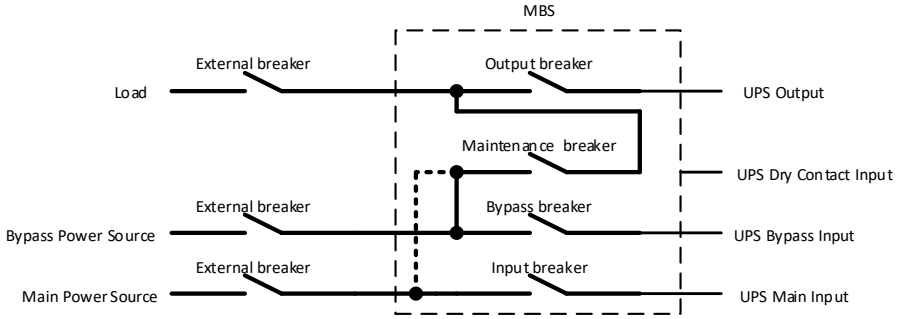 MBS
External breaker
Output breaker
Load
UPS Output
Maintenance breaker
UPS Dry Contact Input
External breaker
Bypass breaker
Bypass Power Source
UPS Bypass Input
External breaker
Input breaker
Main Power Source
UPS Main Input